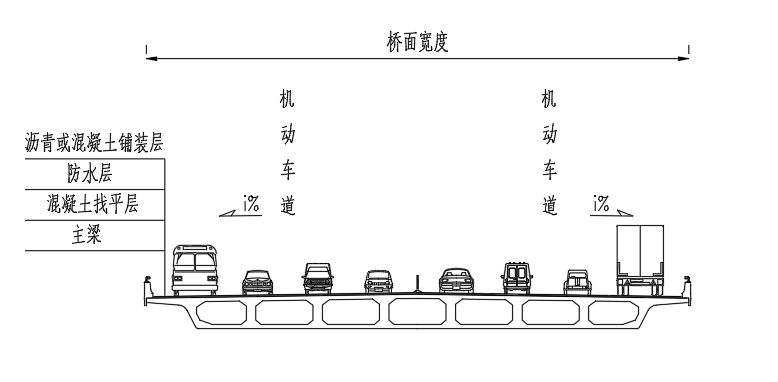 桥面宽度
机动车道
机动车道
沥青或混凝土铺装层
防水层
混凝土找平层
主梁
i%
i%